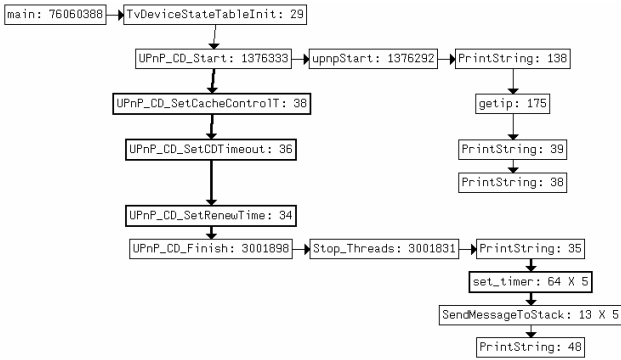 main: 76060388 TvDeviceStateTableInit: 29
UPnP_CD_Start: 1376333 upnpStart: 1376292 PrintString: 138
UPnP_CD_SetCacheControlT: 38 getip: 175
UPnP_CD_SetCDTimeout: 36 PrintString: 39
PrintString: 38
UPnP_CD_SetRenewTime: 34
UPnP_CD_Finish: 3001898 Stop_Threads: 3001831 PrintString: 35
set_timer: 64 X 5
SendMessageToStack: 13 X 5
PrintString: 48